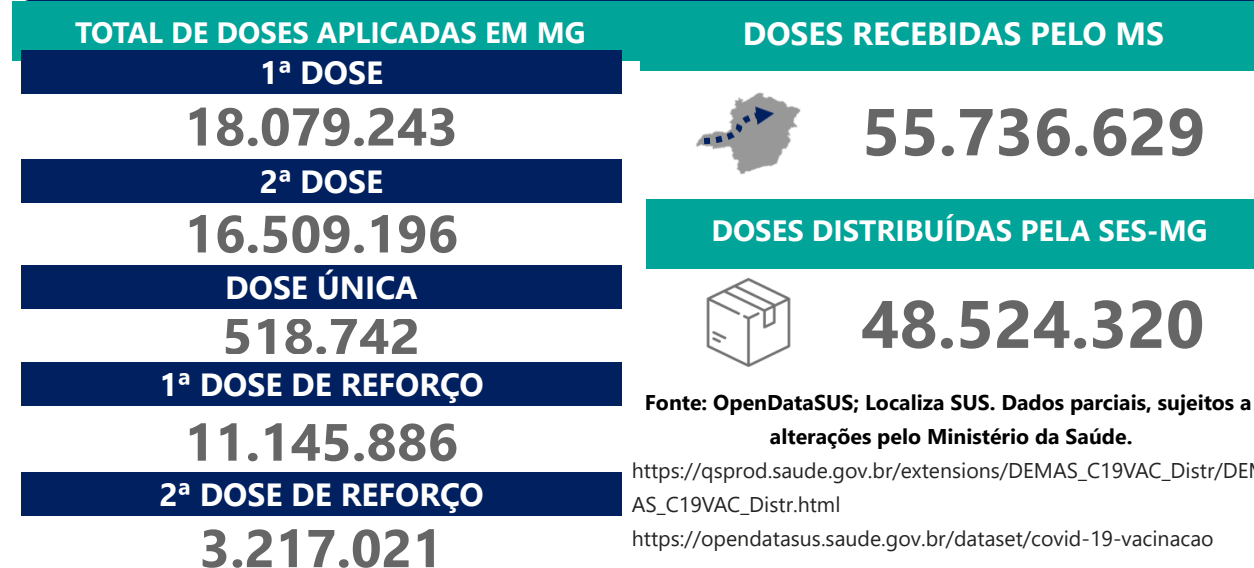 TOTAL DE DOSES APLICADAS EM MG
1ª DOSE
18.079.243
2ª DOSE
16.509.196
DOSE ÚNICA
518.742
1ª DOSE DE REFORÇO
11.145.886
2ª DOSE DE REFORÇO
3.217.021
DOSES RECEBIDAS PELO MS
55.736.629
DOSES DISTRIBUÍDAS PELA SES-MG
48.524.320
Fonte: OpenDataSUS; Localiza SUS. Dados parciais, sujeitos a
alterações pelo Ministério da Saúde.
https://qsprod.saude.gov.br/extensions/DEMAS_C19VAC_Distr/DEM
AS_C19VAC_Distr.html
https://opendatasus.saude.gov.br/dataset/covid-19-vacinacao